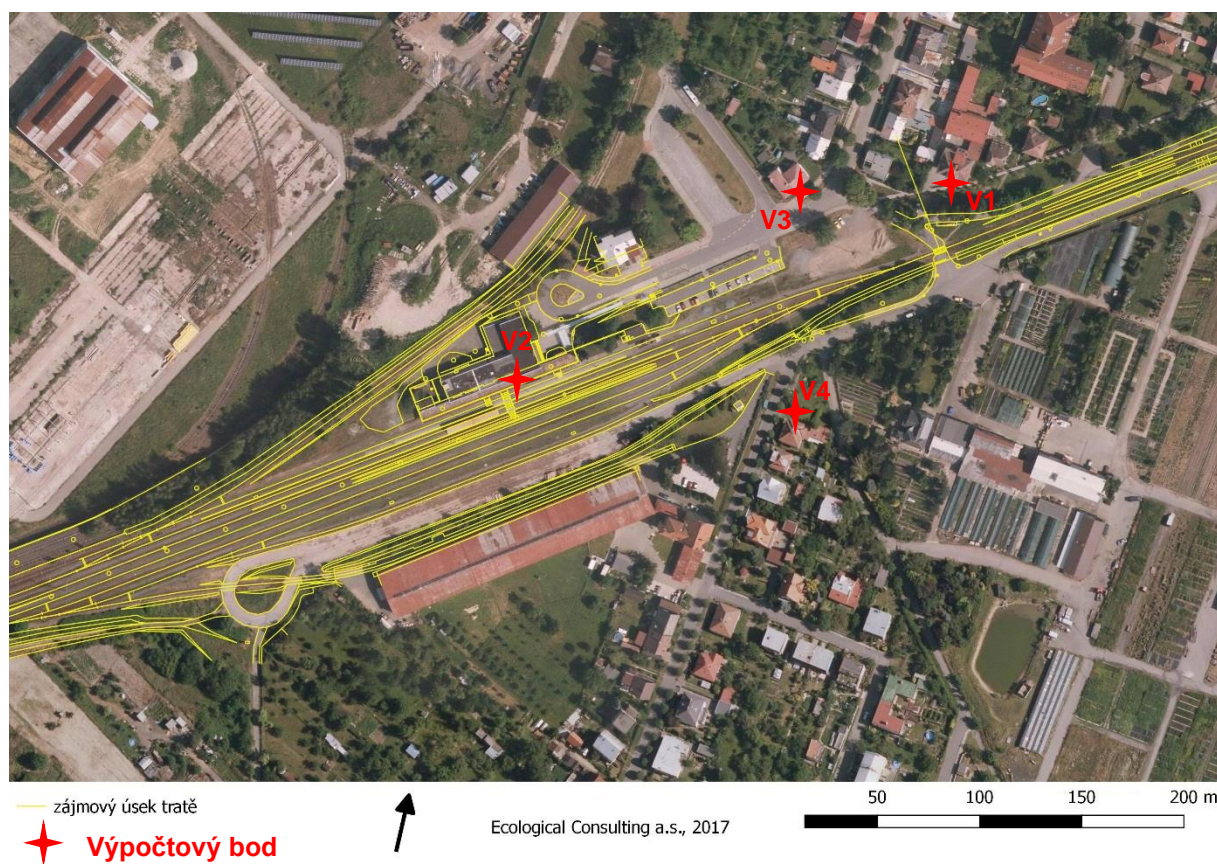 V1
V3
V2
V4
zájmový úsek tratě
Výpočtový bod
Ecological Consulting a.s., 2017
50 100 150 200 m